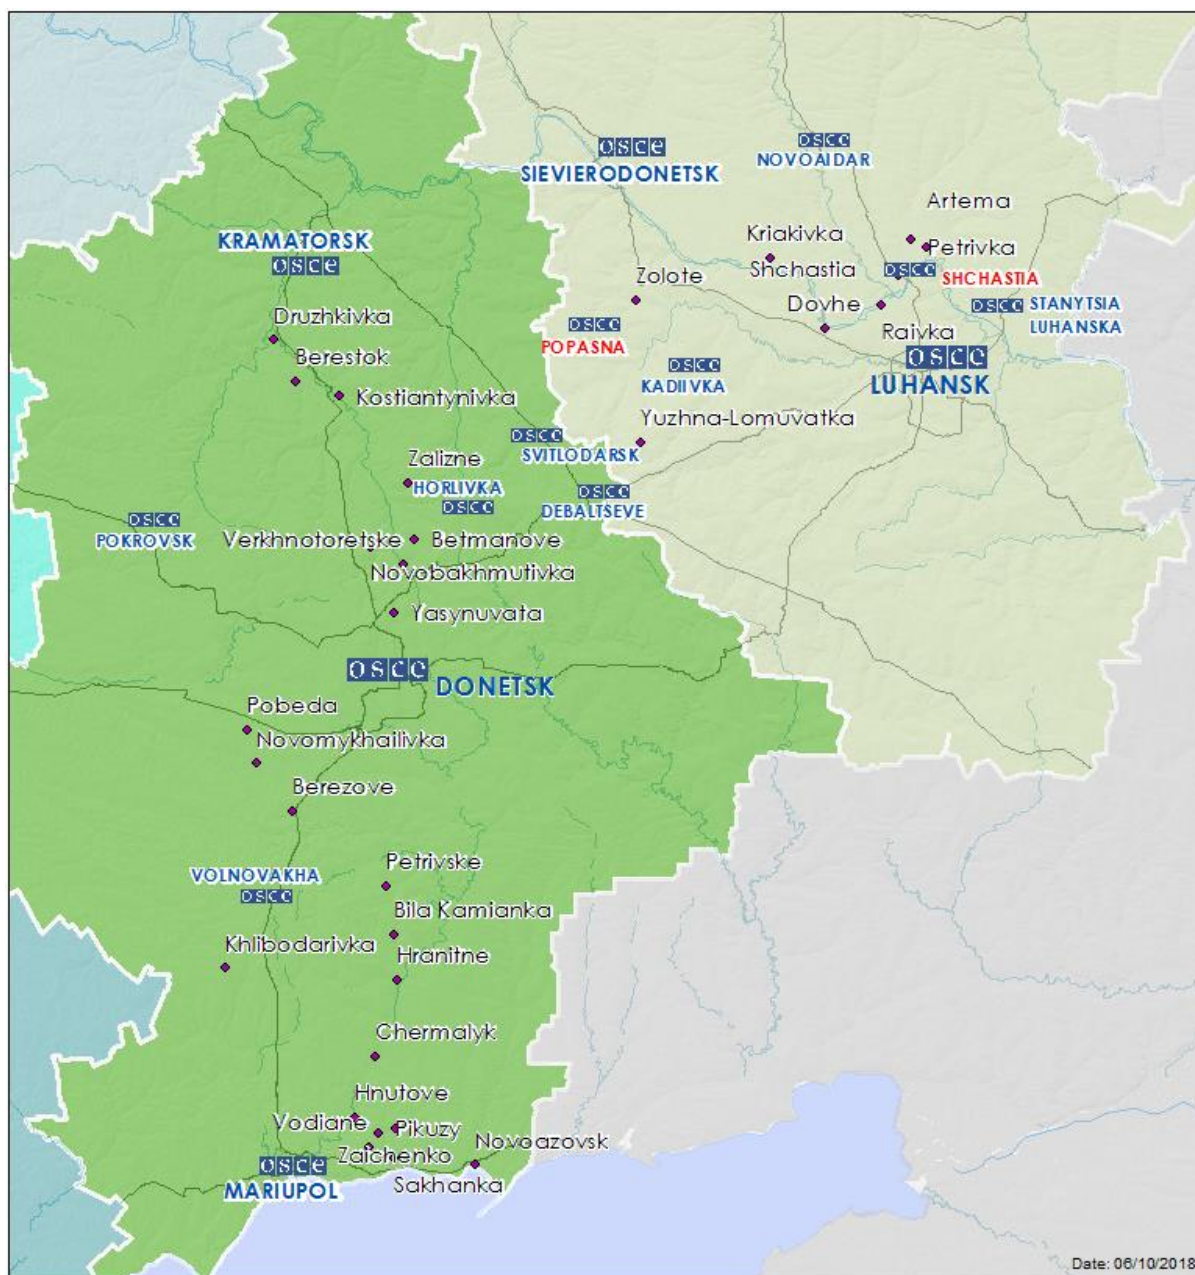 osce
SIEVIERODONETSK
osce
NOVOAIDAR
Artema
KRAMATORSK
osce
Kriakivka
Petrivka
Zolote
Shchastia
osce
SHCHASTIA
Druzhkivka
osce
POPASNA
Dovhe
osce
STANYTSIA
LUHANSKA
Raivka
Berestok
osce
KADIIVKA
osce
LUHANSK
Kostiantynivka
Yuzhna-Lomuvatka
osce
SVITLODARSK
Zalizne
HORLIVKA
osce
osce
DEBALTSEVE
osce
POKROVSK
Verkhnotoretske
Betmanove
Novobakhmutivka
Yasynuvata
osce
DONETSK
Pobeda
Novomykhailivka
Berezove
Petrivske
VOLNOVAKHA
osce
Bila Kamianka
Khlibodarivka
Hranitne
Chermalyk
Hnutove
Vodiane
Pikuzy
Novoazovsk
Zaichenko
osce
MARIUPOL
Sakhanka
Date: 06/10/2018